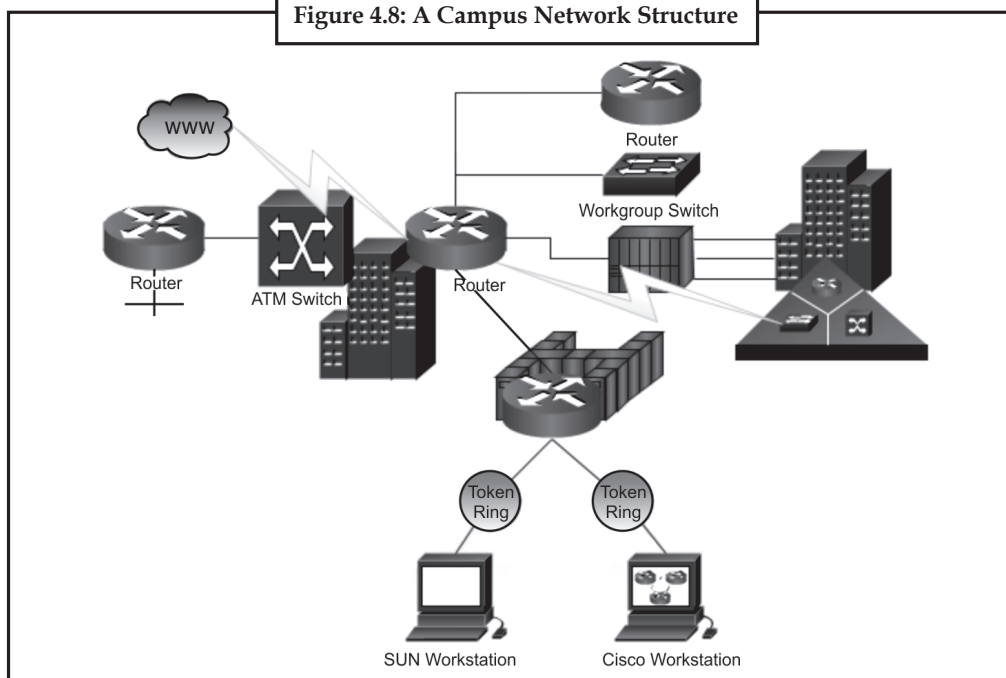 Figure 4.8: A Campus Network Structure
Router
WWW
Workgroup Switch
Router
ATM Switch
Router
Token
Ring
Token
Ring
SUN Workstation
Cisco Workstation